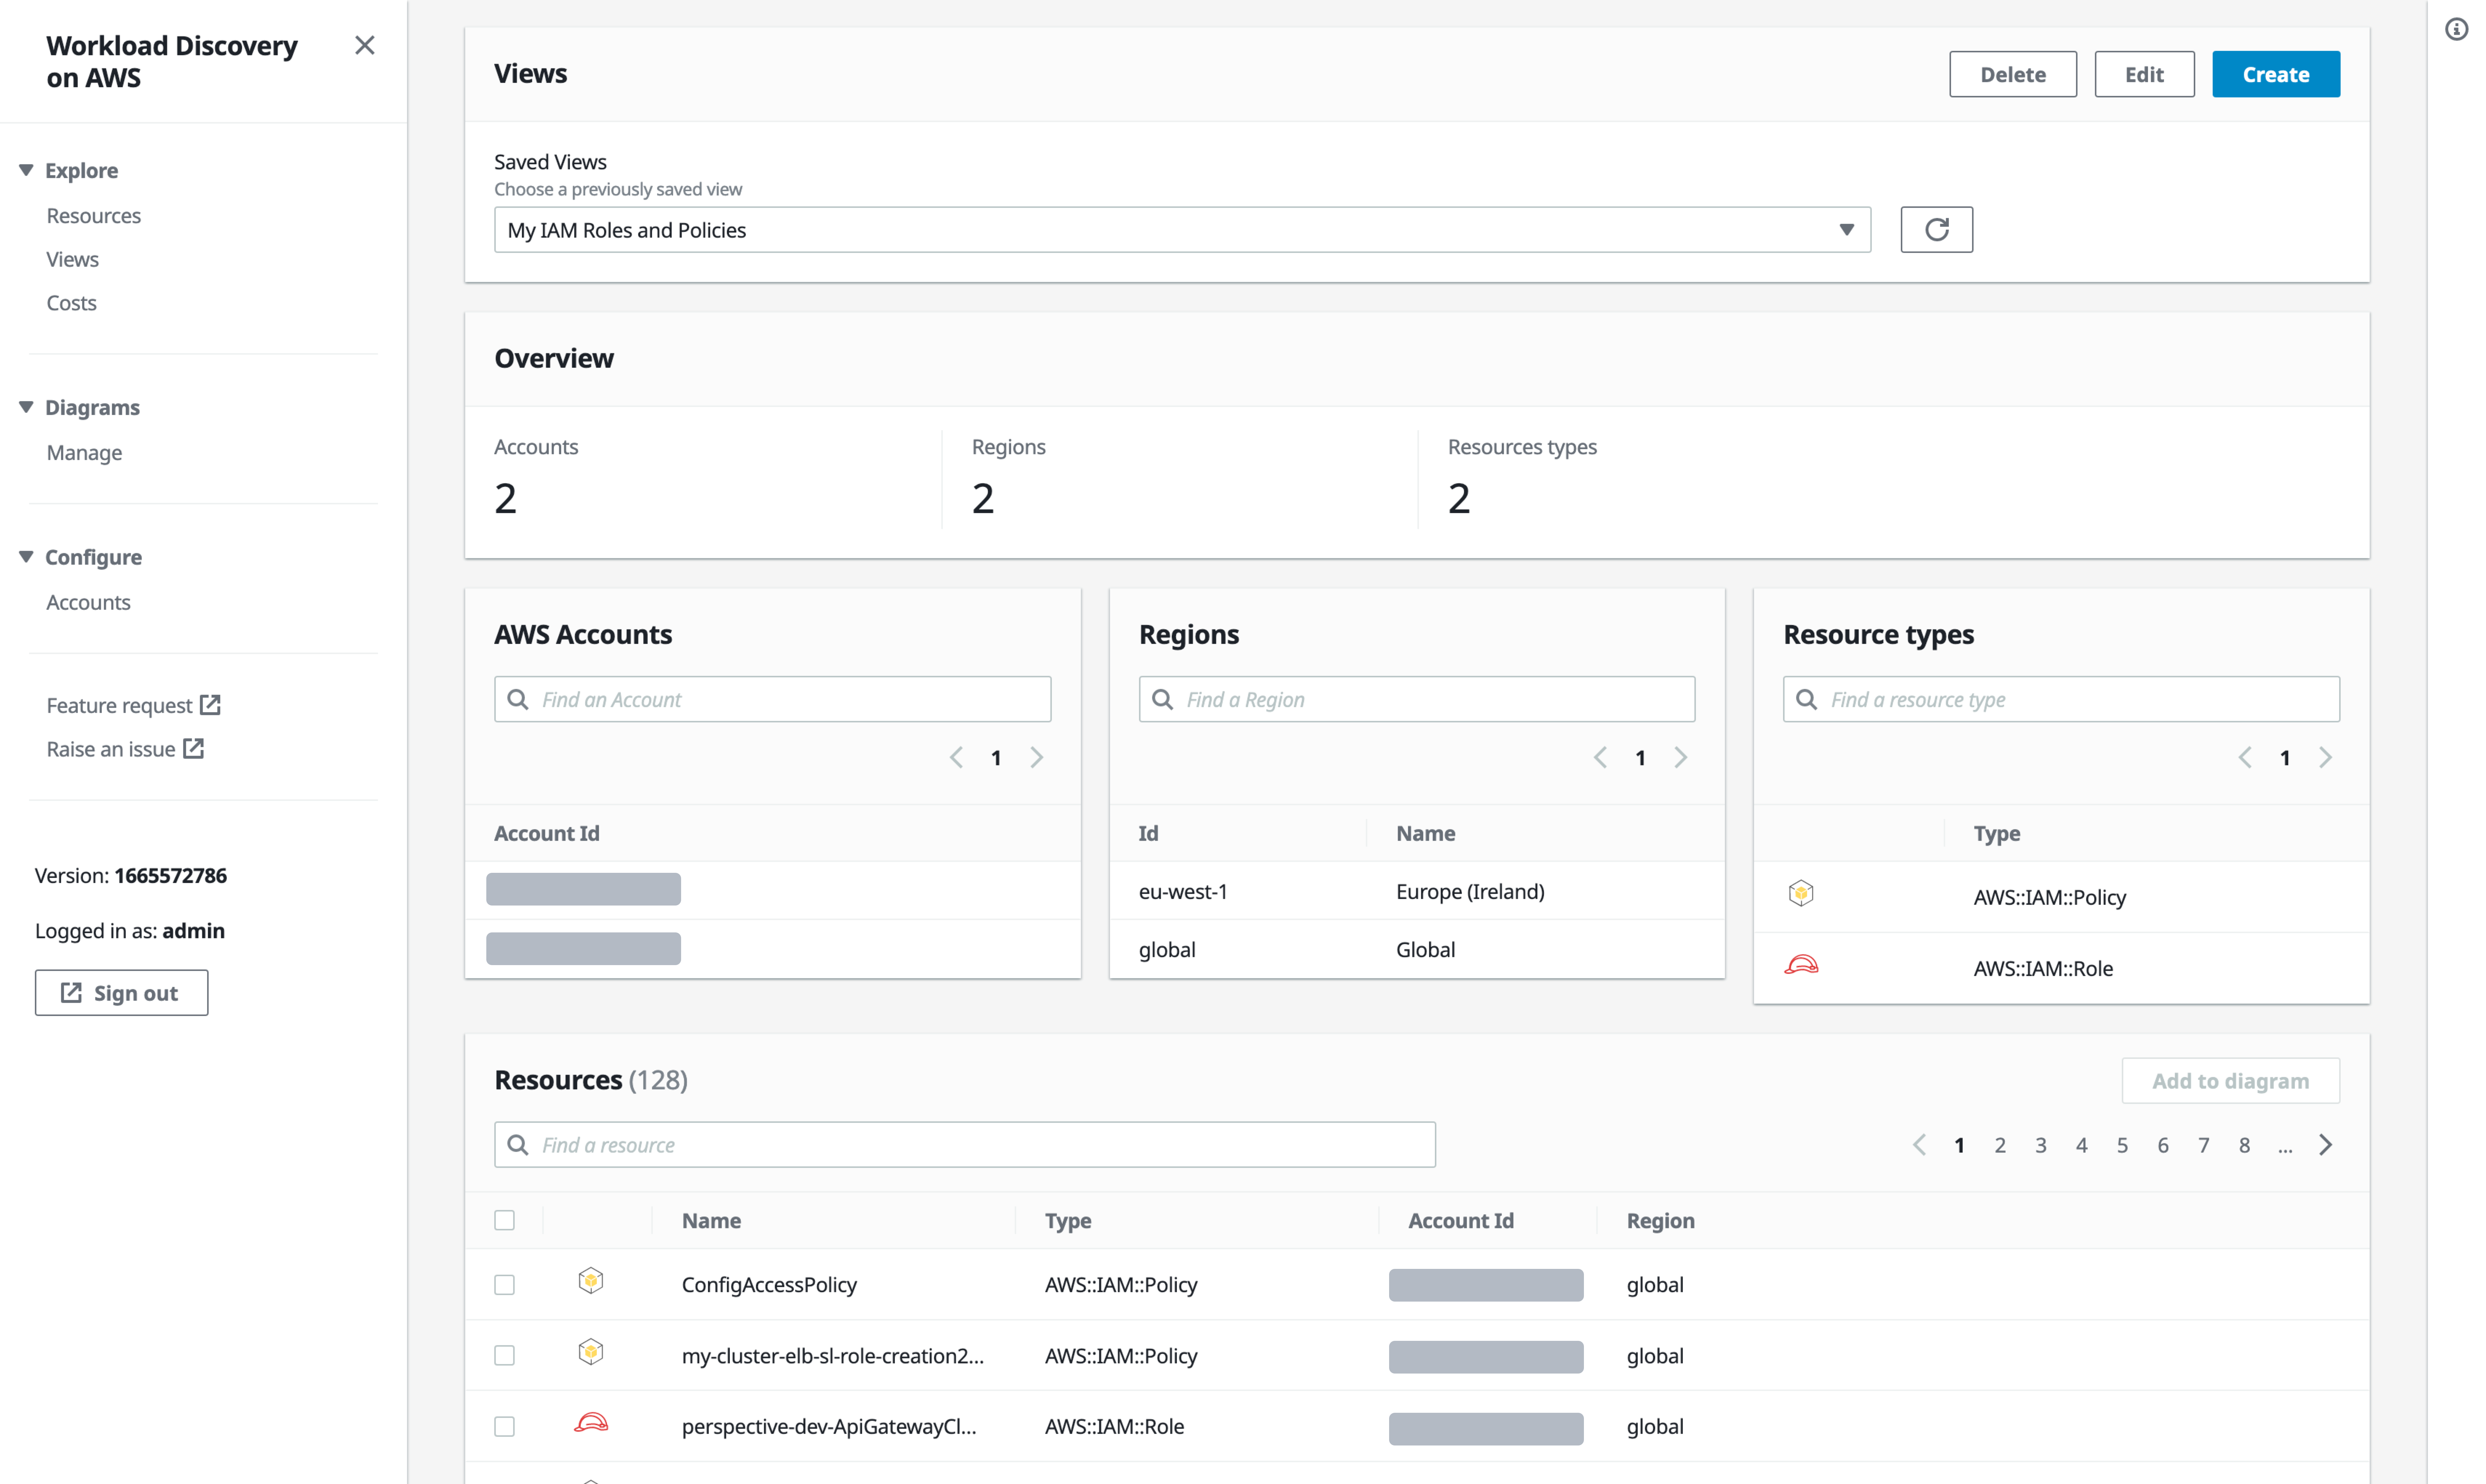 Workload Discovery
on AWS
Explore
Resources
Views
Costs
Diagrams
Manage
Configure
Accounts
Feature request
Raise an issue
Version: 1665572786
Logged in as: admin
Sign out
Views
Delete
Edit
Create
Saved Views
Choose a previously saved view
My IAM Roles and Policies
Overview
Accounts
2
Regions
2
Resources types
2
AWS Accounts
Find an Account
1
Account Id
Regions
Find a Region
1
Id Name
eu-west-1 Europe (Ireland)
global Global
Resource types
Find a resource type
1
Type
AWS::IAM::Policy
AWS::IAM::Role
Resources (128)
Add to diagram
Find a resource
1 2 3 4 5 6 7 8 ...
Name Type Account Id Region
ConfigAccessPolicy AWS::IAM::Policy global
my-cluster-elb-sl-role-creation2... AWS::IAM::Policy global
perspective-dev-ApiGatewayCl... AWS::IAM::Role global